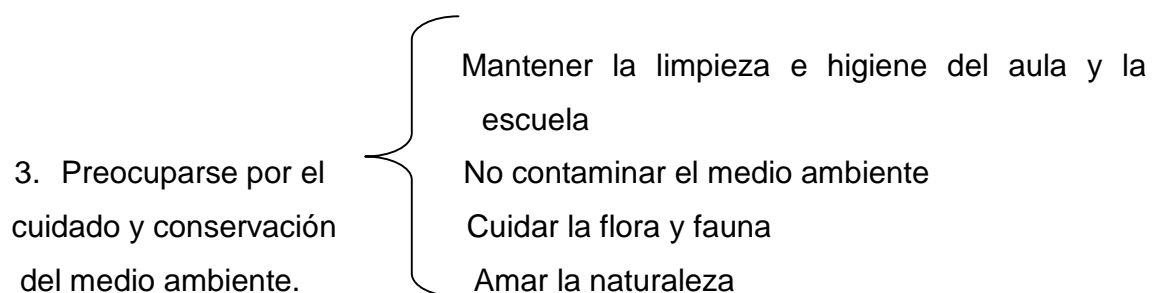 Mantener la limpieza e higiene del aula y la
escuela
3. Preocuparse por el
cuidado y conservación
del medio ambiente.
No contaminar el medio ambiente
Cuidar la flora y fauna
Amar la naturaleza